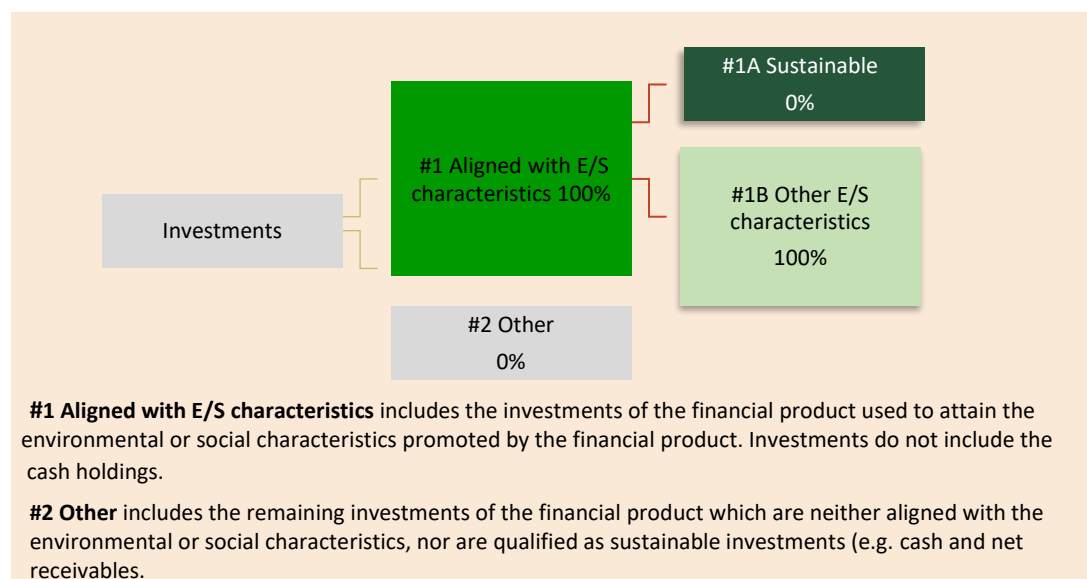 #1A Sustainable
0%
#1 Aligned with E/S
characteristics 100%
#1B Other E/S
characteristics
100%
Investments
#2 Other
0%
#1 Aligned with E/S characteristics includes the investments of the financial product used to attain the
environmental or social characteristics promoted by the financial product. Investments do not include the
cash holdings.
#2 Other includes the remaining investments of the financial product which are neither aligned with the
environmental or social characteristics, nor are qualified as sustainable investments (e.g. cash and net
receivables.